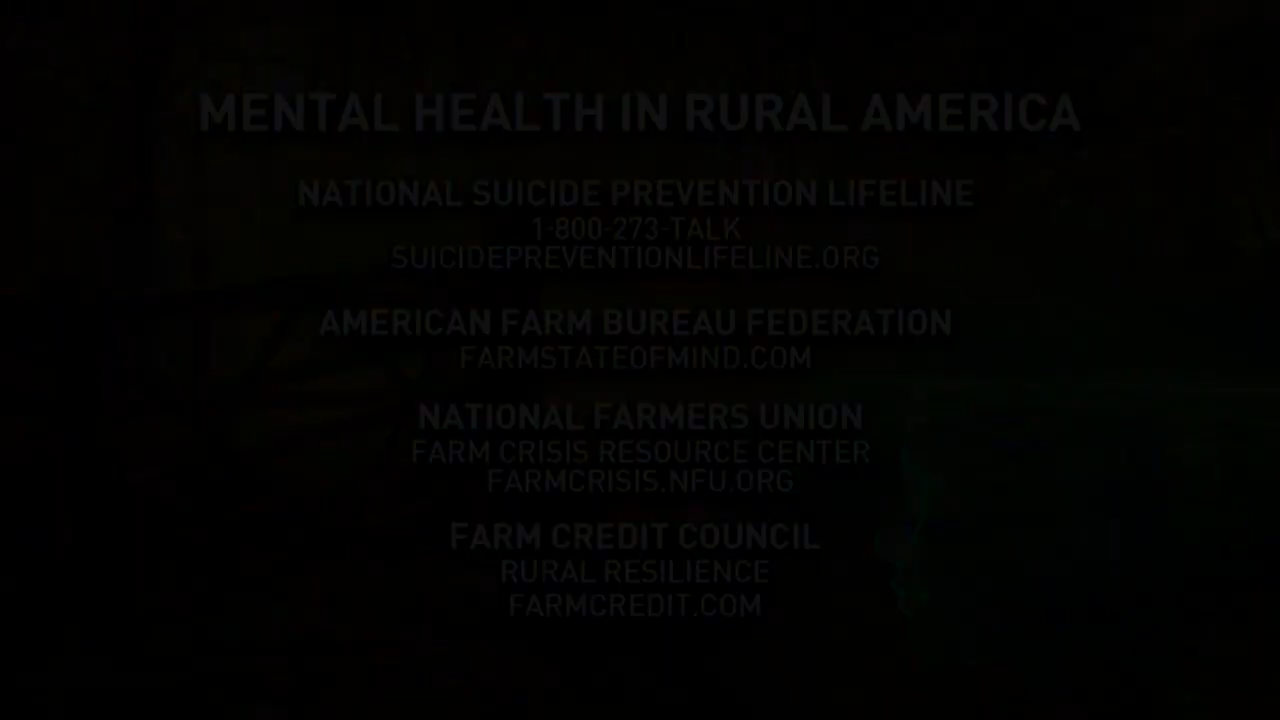 MENTAL HEALTH IN RURAL AMERICA
NATIONAL SUICIDE PREVENTION LIFELINE
1-800-273-TALK
SUICIDEPREVENTIONLIFELINE.ORG
AMERICAN FARM BUREAU FEDERATION
FARMSTATEOFMIND.COM
NATIONAL FARMERS UNION
FARM CRISIS RESOURCE CENTER
FARMCRISIS.NFU.ORG
FARM CREDIT COUNCIL
RURAL RESILIENCE
FARMCREDIT.COM